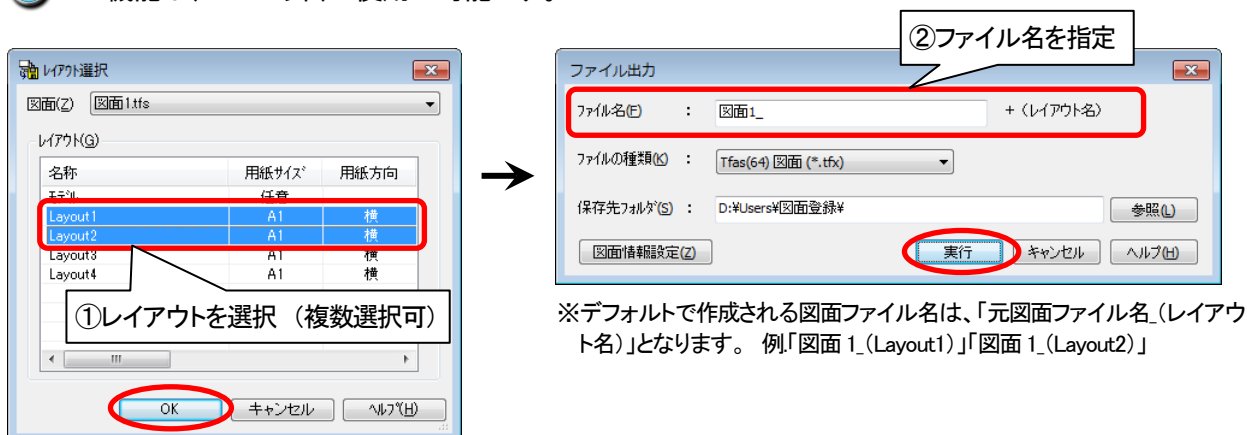 ②ファイル名を指定
レイアウト選択
図面(Z) 図面1.tfs
レイアウト(G)
名称 用紙サイズ 用紙方向
モデル 任意
Layout1 A1 横
Layout2 A1 横
Layout3 A1 横
Layout4 A1 横
①レイアウトを選択 (複数選択可)
OK キャンセル ヘルプ(H)
ファイル出力
ファイル名(F) : 図面1_ + (レイアウト名)
ファイルの種類(K) : Tfas(64) 図面 (*.tfx)
保存先フォルダ(S) : D:¥Users¥図面登録¥ 参照(L)
図面情報設定(Z) 実行 キャンセル ヘルプ(H)
※デフォルトで作成される図面ファイル名は、「元図面ファイル名_(レイアウ
ト名)」となります。 例.「図面 1_(Layout1)」「図面 1_(Layout2)」